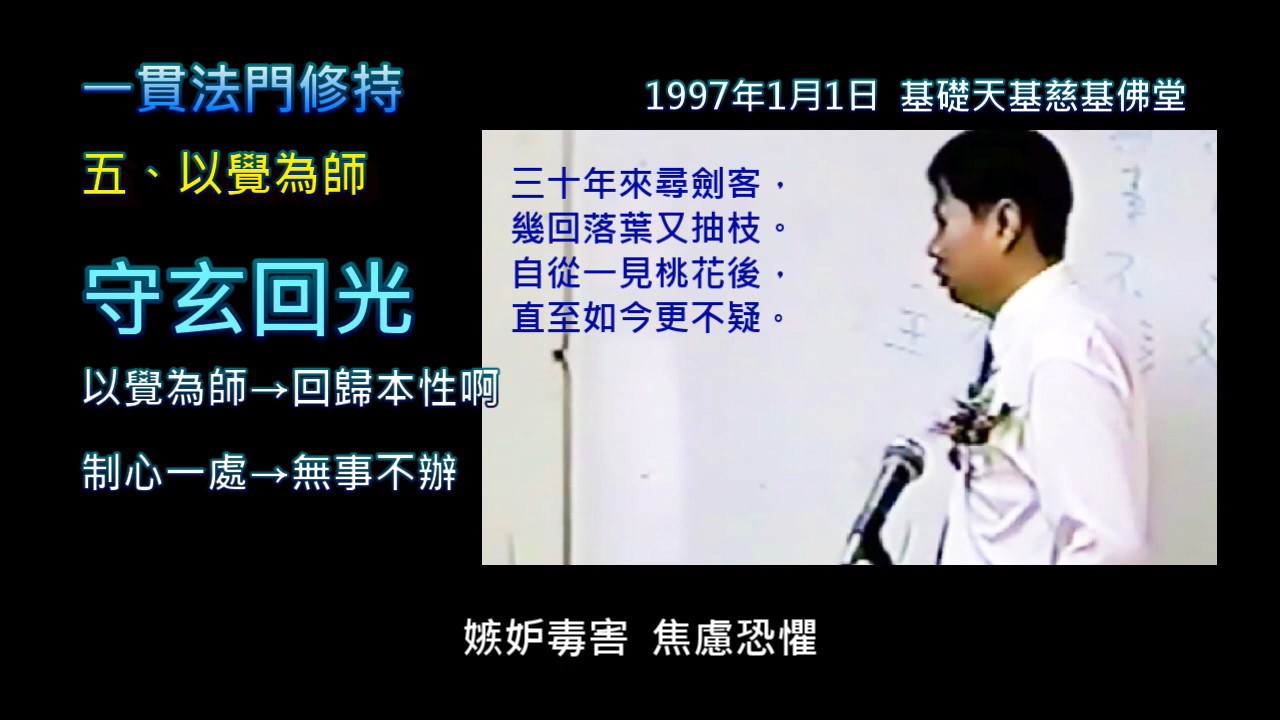 一貫法門修持
1997年1月1日 基礎天基慈基佛堂
五、以覺為師
三十年來尋劍客，
幾回落葉又抽枝。
自從一見桃花後，
直至如今更不疑。
守玄回光
以覺為師→回歸本性啊
制心一處→無事不辦
嫉妒毒害 焦慮恐懼